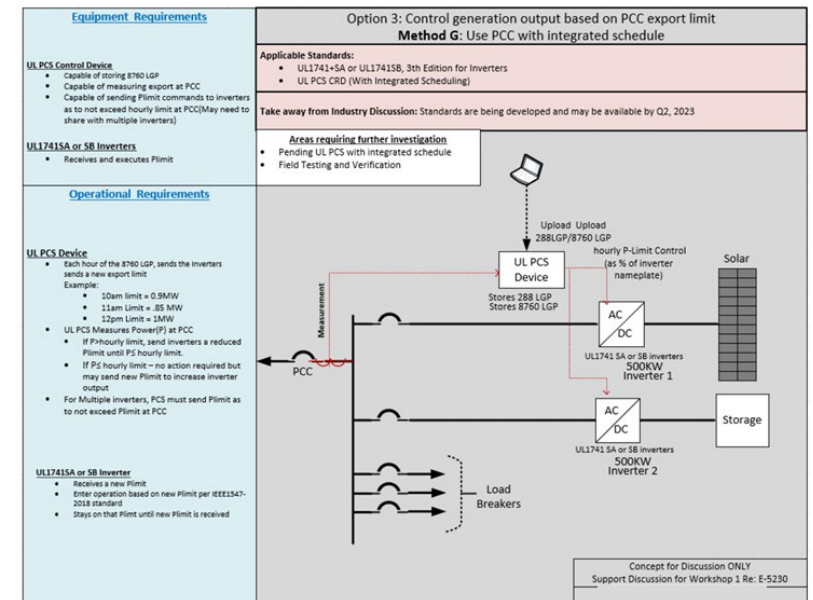 Equipment Requirements
UL PCS Control Device
• Capable of storing 8760 LGP
• Capable of measuring export at PCC
• Capable of sending Plimit commands to inverters
as to not exceed hourly limit at PCC(May need to
share with multiple inverters)
UL1741SA or SB Inverters
• Receives and executes Plimit
Operational Requirements
UL PCS Device
• Each hour of the 8760 LGP, sends the Inverters
sends a new export limit
Example:
• 10am limit = 0.9MW
• 11am Limit = .85 MW
• 12pm Limit = 1MW
• UL PCS Measures Power(P) at PCC
• If P>hourly limit, send inverters a reduced
Plimit until P≤ hourly limit.
• If P≤ hourly limit – no action required but
may send new Plimit to increase inverter
output
• For Multiple inverters, PCS must send Plimit as
to not exceed Plimit at PCC
UL1741SA or SB Inverter
• Receives a new Plimit
• Enter operation based on new Plimit per IEEE1547-
2018 standard
• Stays on that Plimt until new Plimit is received
Option 3: Control generation output based on PCC export limit
Method G: Use PCC with integrated schedule
Applicable Standards:
• UL1741+SA or UL1741SB, 3th Edition for Inverters
• UL PCS CRD (With Integrated Scheduling)
Take away from Industry Discussion: Standards are being developed and may be available by Q2, 2023
Areas requiring further investigation
• Pending UL PCS with integrated schedule
• Field Testing and Verification
Upload Upload
288LGP/8760 LGP
hourly P-Limit Control
(as % of inverter
nameplate)
UL PCS
Device
Stores 288 LGP
Stores 8760 LGP
Solar
Measurement
AC
DC
UL1741 SA or SB inverters
500KW
Inverter 1
PCC
AC
DC
Storage
UL1741 SA or SB inverters
500KW
Inverter 2
Load
Breakers
Concept for Discussion ONLY
Support Discussion for Workshop 1 Re: E-5230